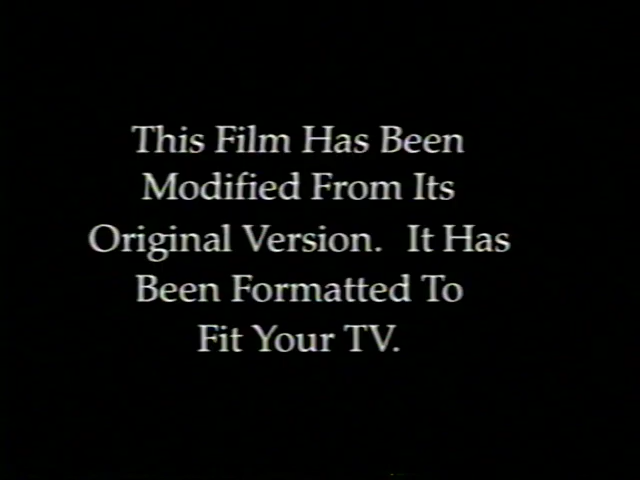 This Film Has Been
Modified From Its
Original Version. It Has
Been Formatted To
Fit Your TV.